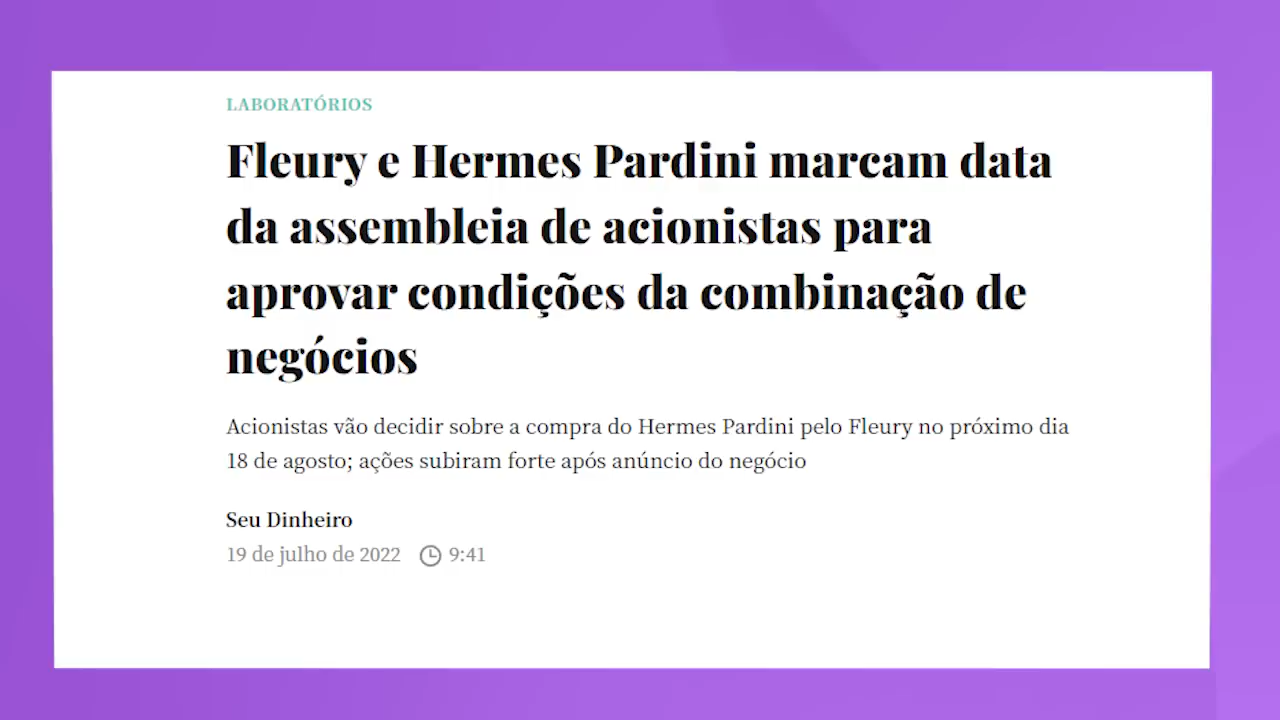 LABORATÓRIOS
Fleury e Hermes Pardini marcam data
da assembleia de acionistas para
aprovar condições da combinação de
negócios
Acionistas vão decidir sobre a compra do Hermes Pardini pelo Fleury no próximo dia
18 de agosto; ações subiram forte após anúncio do negócio
Seu Dinheiro
19 de julho de 2022 9:41